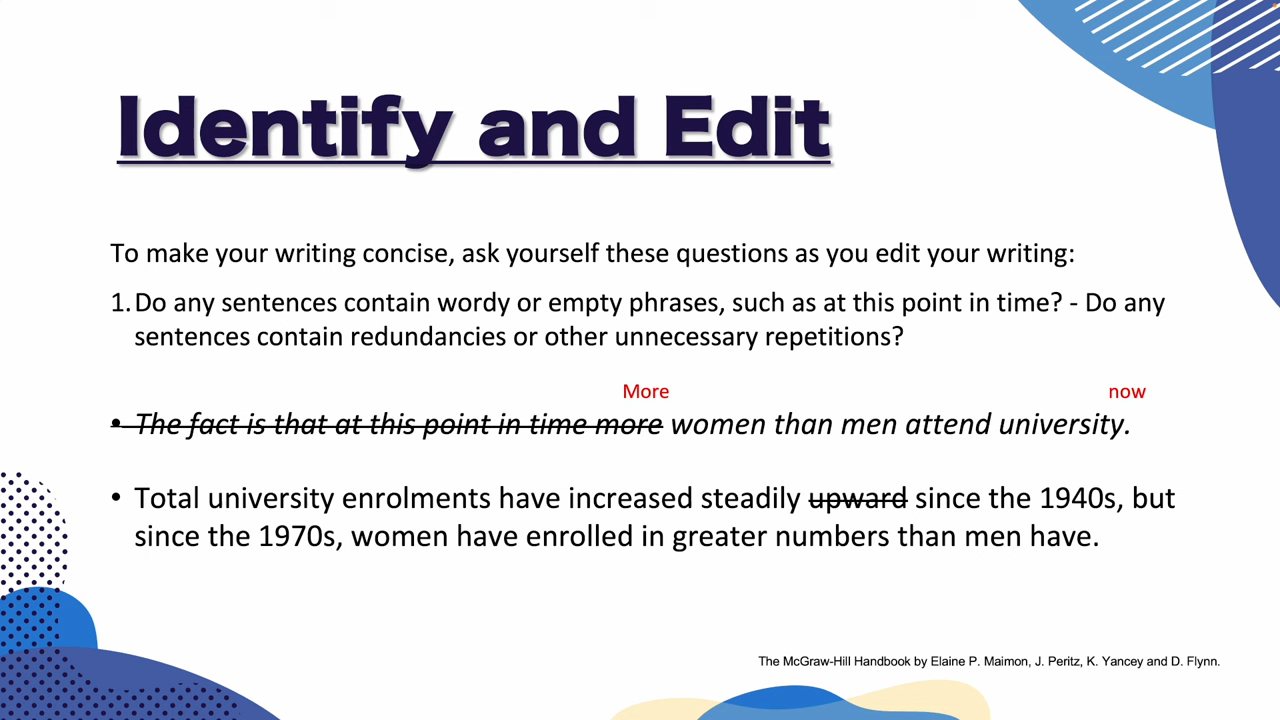 Identify and Edit
To make your writing concise, ask yourself these questions as you edit your writing:
1. Do any sentences contain wordy or empty phrases, such as at this point in time? - Do any
sentences contain redundancies or other unnecessary repetitions?
More now
• The fact is that at this point in time more women than men attend university.
• Total university enrolments have increased steadily upward since the 1940s, but
since the 1970s, women have enrolled in greater numbers than men have.
The McGraw-Hill Handbook by Elaine P. Maimon, J. Peritz, K. Yancey and D. Flynn.